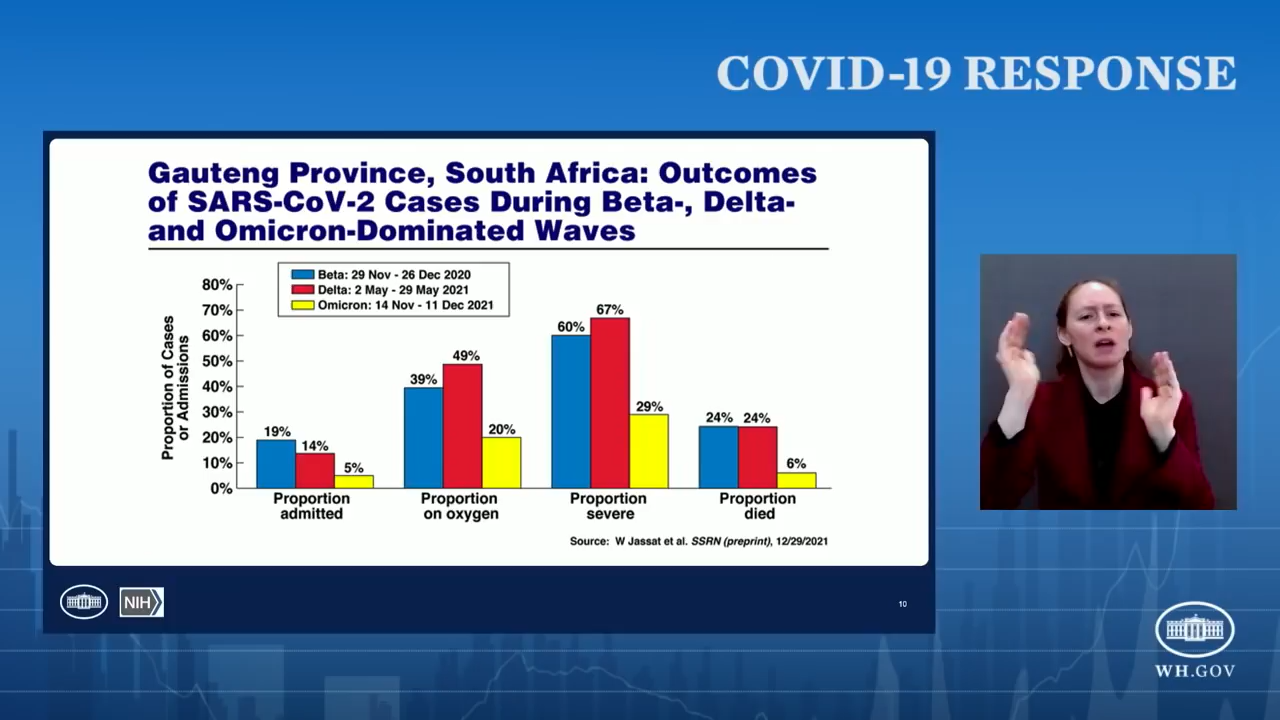 COVID-19 RESPONSE
Gauteng Province, South Africa: Outcomes
of SARS-CoV-2 Cases During Beta-, Delta-
and Omicron-Dominated Waves
Beta: 29 Nov - 26 Dec 2020
Delta: 2 May - 29 May 2021
Omicron: 14 Nov - 11 Dec 2021
Proportion of Cases
or Admissions
80%
70%
60%
50%
40%
30%
20%
10%
0%
19%
14%
5%
39%
49%
20%
60%
67%
29%
24%
24%
6%
Proportion
admitted
Proportion
on oxygen
Proportion
severe
Proportion
died
Source: W Jassat et al. SSRN (preprint), 12/29/2021
NIH
10
WH.GOV